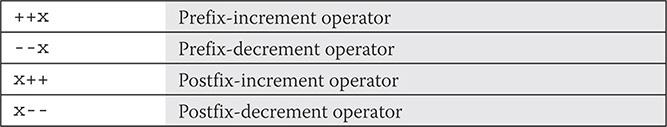 ++x Prefix-increment operator
--x Prefix-decrement operator
x++ Postfix-increment operator
x-- Postfix-decrement operator